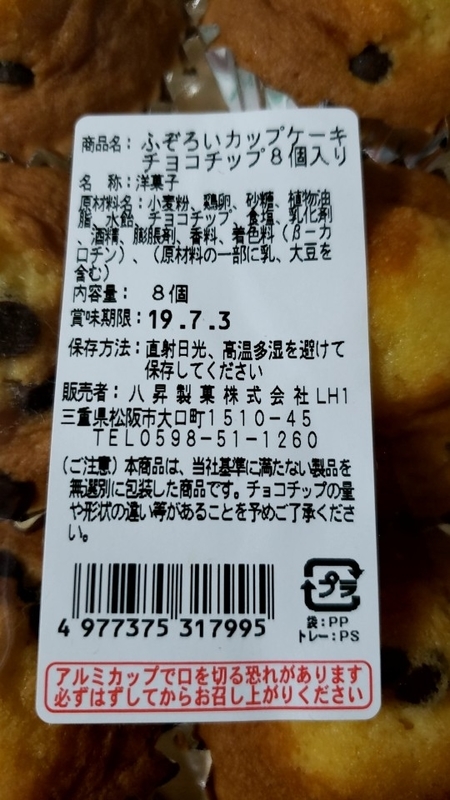 商品名：ふぞろいカップケーキ
チョコチップ８個入り
名　称：洋菓子
原材料名：小麦粉、鶏卵、砂糖、植物油
脂、水飴、チョコチップ、食塩、乳化剤
、酒精、膨脹剤、香料、着色料（β－カ
ロチン）、（原材料の一部に乳、大豆を
含む）
内容量：　８個
賞味期限：19.7.3
保存方法：直射日光、高温多湿を避けて
保存してください
販売者：八昇製菓株式会社LH1
三重県松阪市大口町１５１０－４５
ＴＥＬ０５９８－５１－１２６０
（ご注意）本商品は、当社基準に満たない製品を
無選別に包装した商品です。チョコチップの量
や形状の違い等があることを予めご了承くださ
い。
4 977375 317995
プラ
袋：PP
トレー：PS
アルミカップで口を切る恐れがあります
必ずはずしてからお召し上がりください